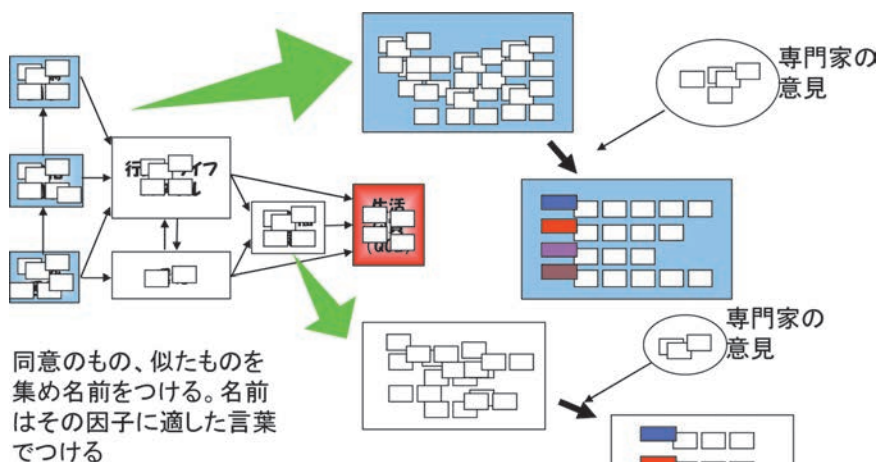 専門家の
意見
生活
専門家の
意見
同意のもの、似たものを
集め名前をつける。名前
はその因子に適した言葉
でつける